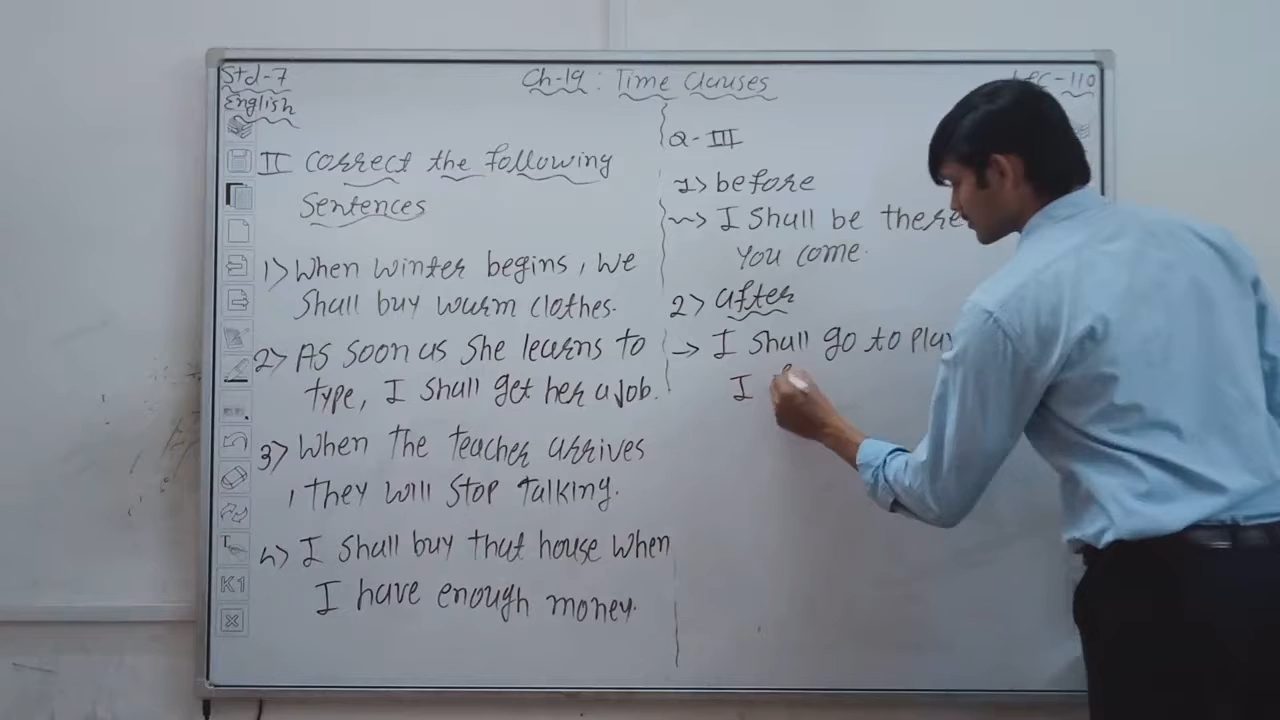 Std-7
English
Ch-19 : Time Clauses
-110
II Correct the following
Sentences
1) When winter begins, we
Shall buy warm clothes.
2) As soon as She learns to
type, I Shall get her a Job.
3) When the teacher arrives
, they will stop talking.
4) I Shall buy that house when
I have enough money.
T
K1
Q-III
1) before
I Shall be there
you come.
2) after
→ I Shall go to
I